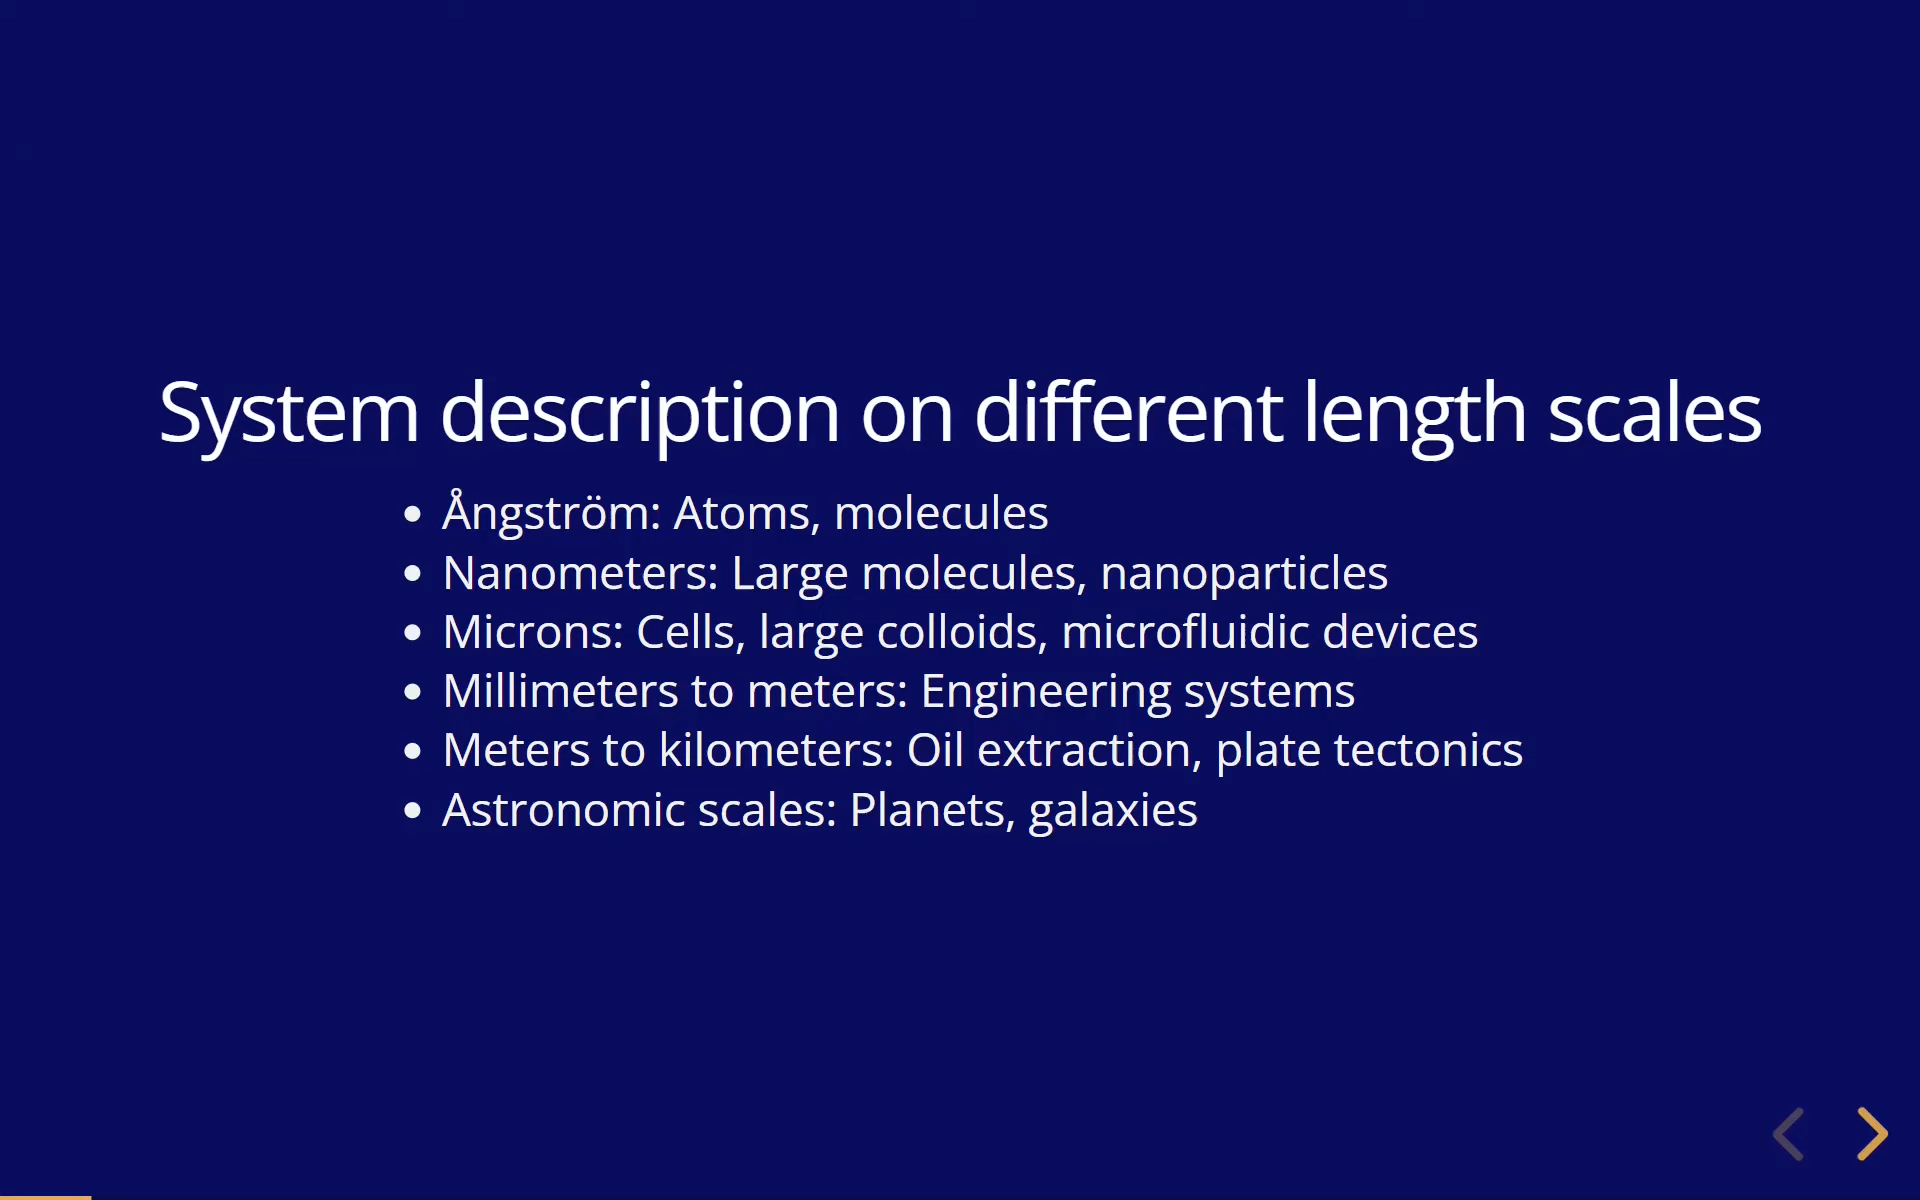 System description on different length scales
• Ångström: Atoms, molecules
• Nanometers: Large molecules, nanoparticles
• Microns: Cells, large colloids, microfluidic devices
• Millimeters to meters: Engineering systems
• Meters to kilometers: Oil extraction, plate tectonics
• Astronomic scales: Planets, galaxies